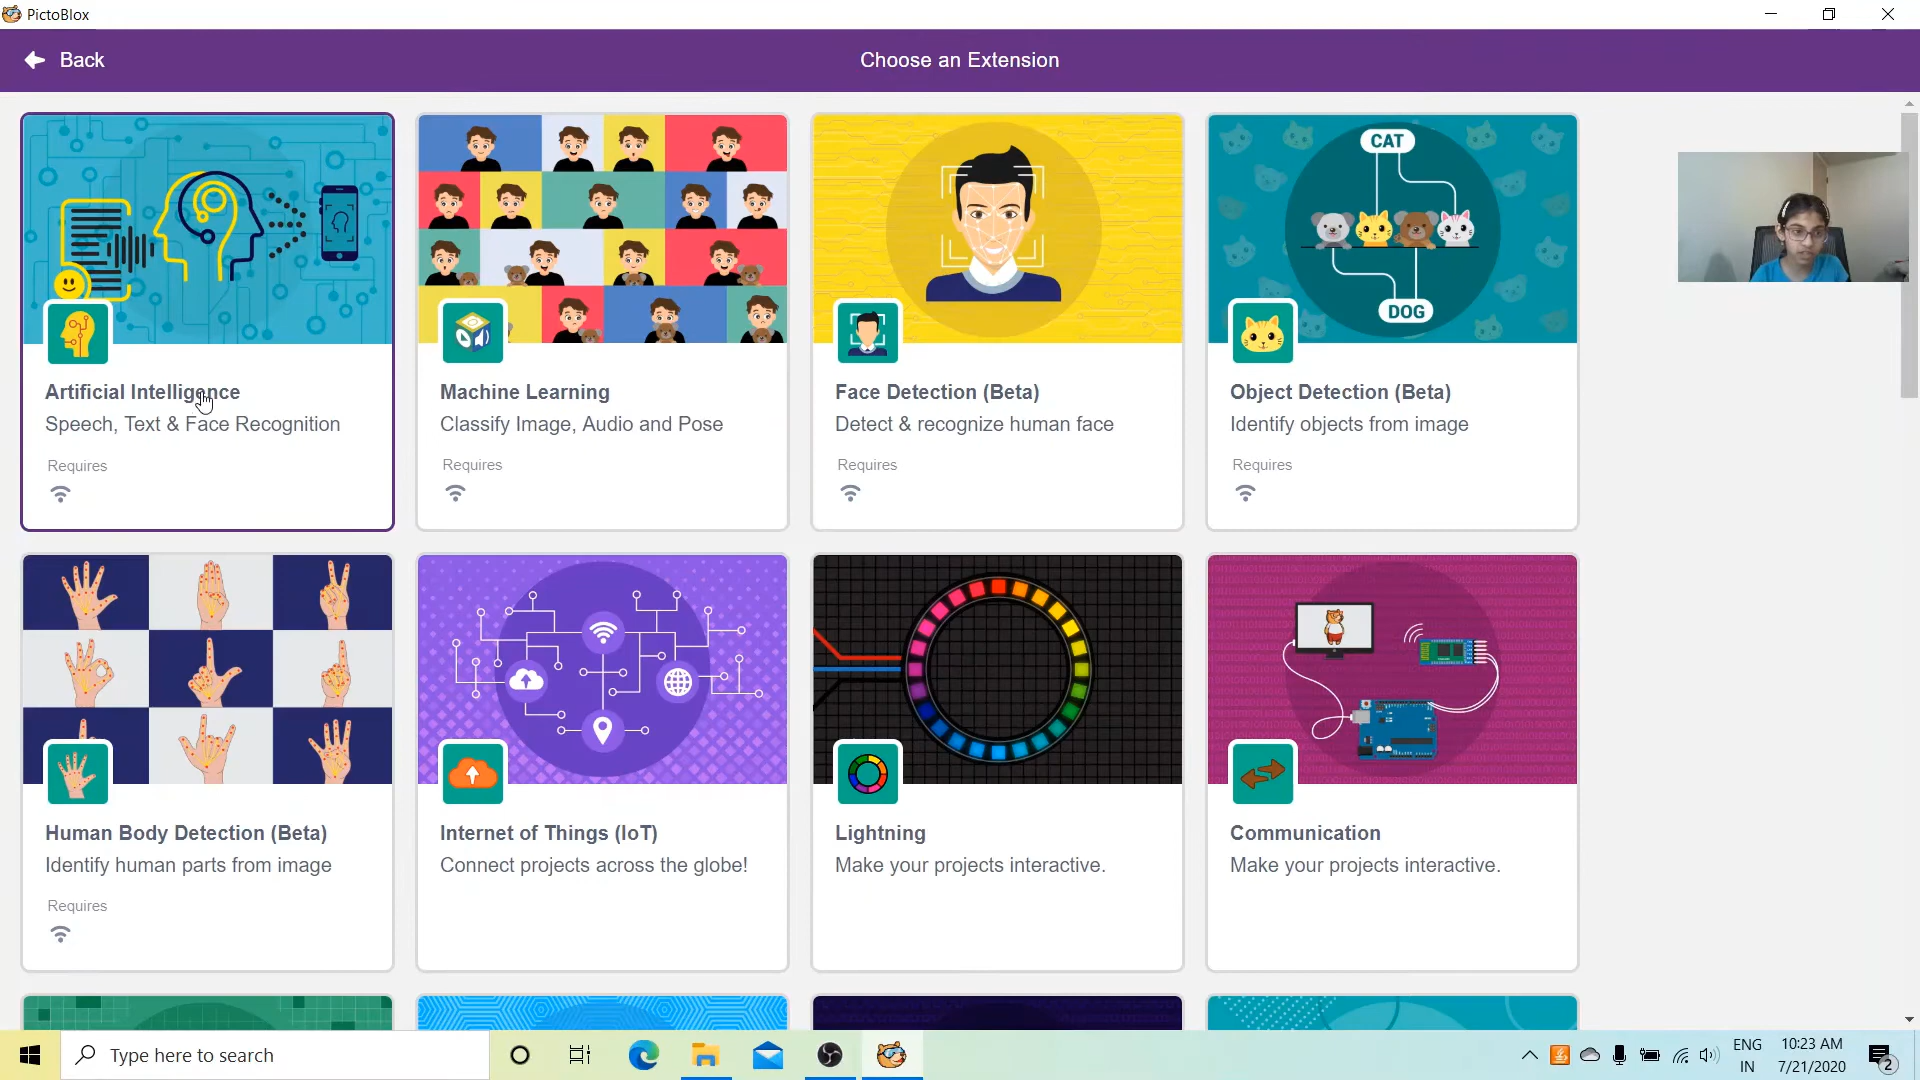 PictoBlox
Back
Choose an Extension
CAT
DOG
Artificial Intelligence
Speech, Text & Face Recognition
Requires
Machine Learning
Classify Image, Audio and Pose
Requires
Face Detection (Beta)
Detect & recognize human face
Requires
Object Detection (Beta)
Identify objects from image
Requires
Human Body Detection (Beta)
Identify human parts from image
Requires
Internet of Things (IoT)
Connect projects across the globe!
Lightning
Make your projects interactive.
Communication
Make your projects interactive.
Type here to search
ENG
IN
10:23 AM
7/21/2020
2